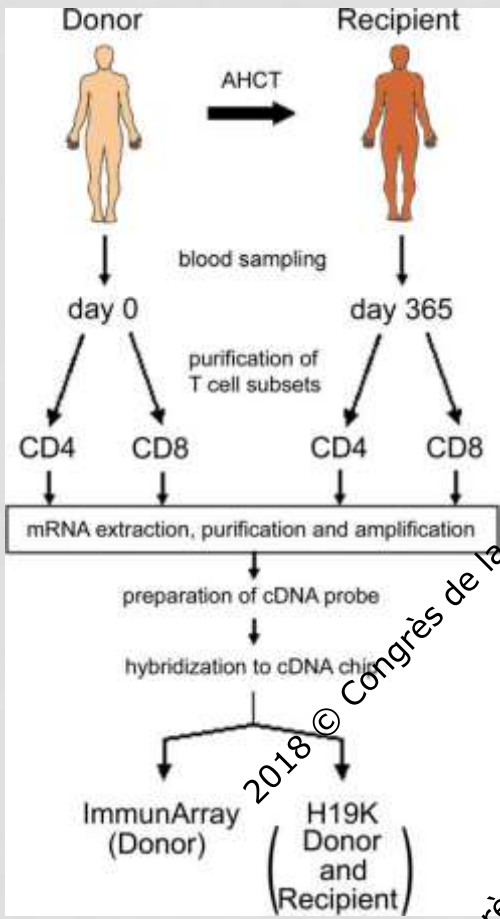 Donor
Recipient
AHCT
blood sampling
day 0
day 365
purification of
T cell subsets
CD4
CD8
CD4
CD8
mRNA extraction, purification and amplification
preparation of cDNA probe
hybridization to cDNA chip
ImmunArray
(Donor)
H19K
(Donor
and
Recipient)
2018 © Congrès de la